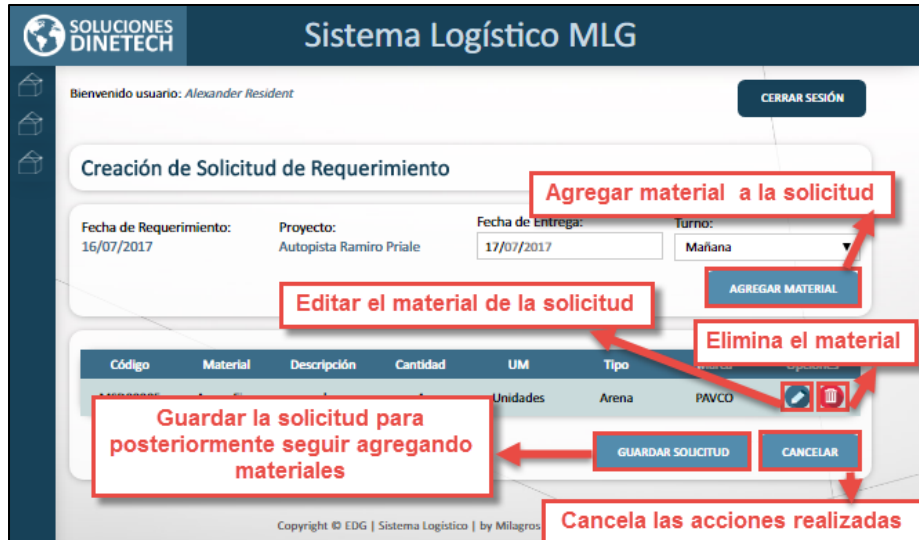 SOLUCIONES
DINETECH
Sistema Logístico MLG
Bienvenido usuario: Alexander Resident
CERRAR SESIÓN
Creación de Solicitud de Requerimiento
Agregar material a la solicitud
Fecha de Requerimiento:
Proyecto:
Fecha de Entrega:
Turno:
16/07/2017
Autopista Ramiro Priale
17/07/2017
Mañana
AGREGAR MATERIAL
Editar el material de la solicitud
Elimina el material
Código
Material
Descripción
Cantidad
UM
Tipo
Marca
Opciones
Unidades
Arena
PAVCO
Guardar la solicitud para
posteriormente seguir agregando
materiales
GUARDAR SOLICITUD
CANCELAR
Cancela las acciones realizadas
Copyright © EDG | Sistema Logístico | by Milagros